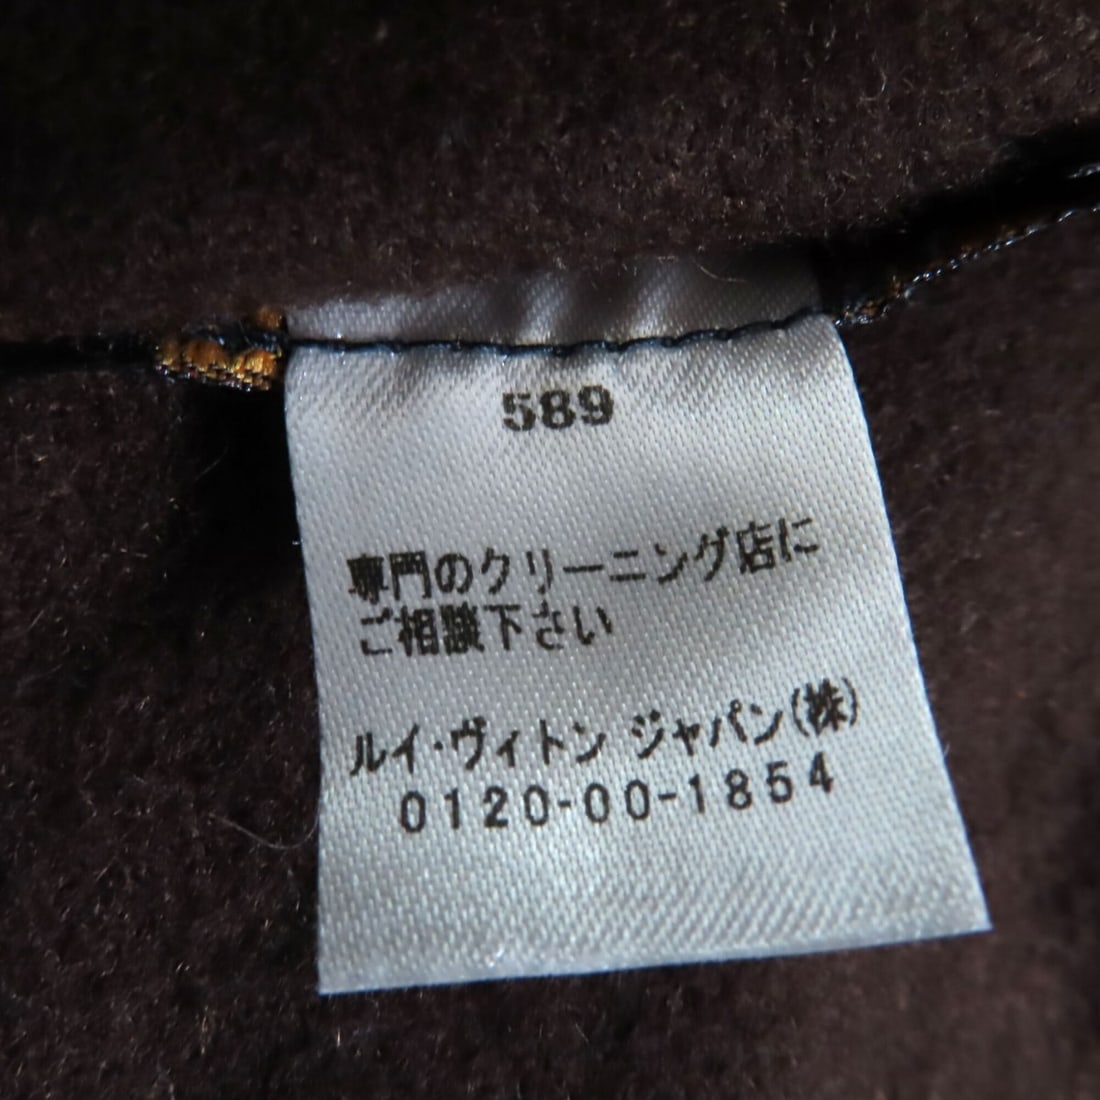 589
専門のクリーニング店に
ご相談下さい
ルイ・ヴィトン ジャパン(株)
0120-00-1854